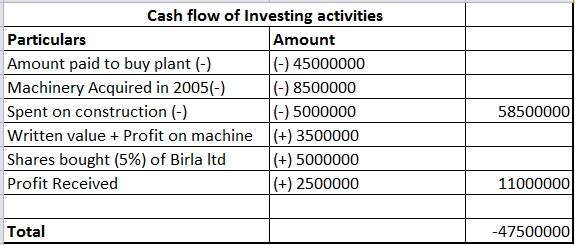 Cash flow of Investing activities
Particulars Amount
Amount paid to buy plant (-) (-) 45000000
Machinery Acquired in 2005(-) (-) 8500000
Spent on construction (-) (-) 5000000 58500000
Written value + Profit on machine (+) 3500000
Shares bought (5%) of Birla ltd (+) 5000000
Profit Received (+) 2500000 11000000
Total -47500000